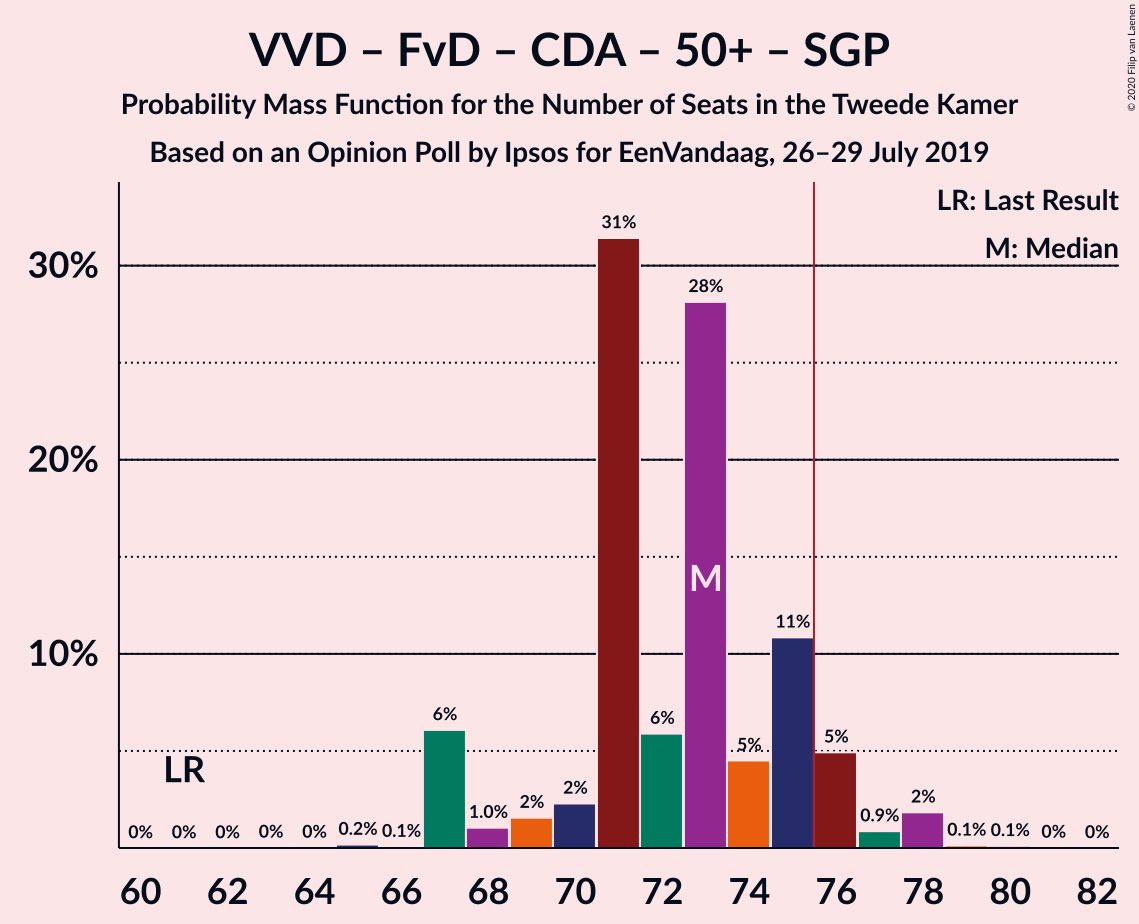 VVD – FvD – CDA – 50+ – SGP
Probability Mass Function for the Number of Seats in the Tweede Kamer
Based on an Opinion Poll by Ipsos for EenVandaag, 26–29 July 2019
© 2020 Filip van Laenen
LR: Last Result
M: Median
30%
20%
10%
LR
M
0% 0% 0% 0% 0% 0.2% 0.1% 6% 1.0% 2% 2% 31% 6% 28% 5% 11% 5% 0.9% 2% 0.1% 0.1% 0% 0%
60 62 64 66 68 70 72 74 76 78 80 82